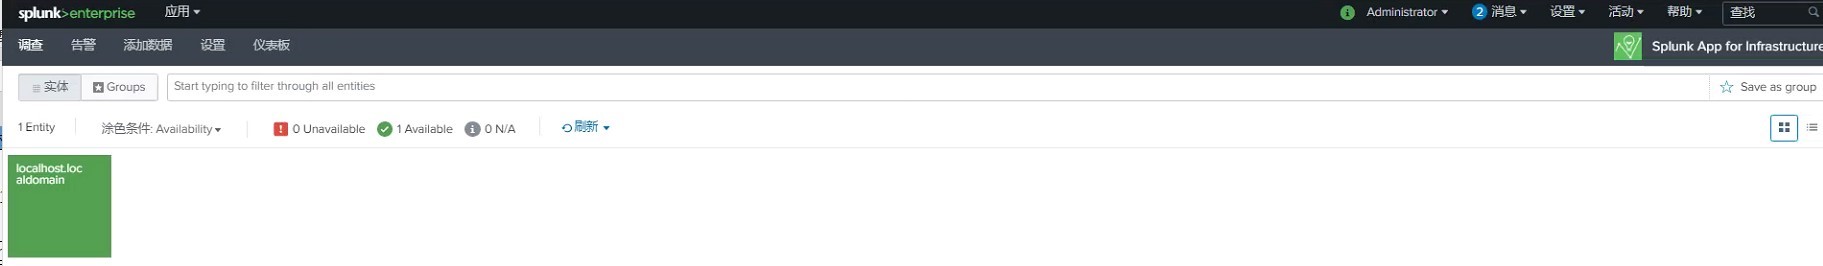 splunk>enterprise 应用 Administrator 2 消息 设置 活动 帮助 查找
调查 告警 添加数据 设置 仪表板 Splunk App for Infrastructure
实体 Groups Start typing to filter through all entities Save as group
1 Entity 涂色条件: Availability 0 Unavailable 1 Available 0 N/A 刷新
localhost.loc
aldomain